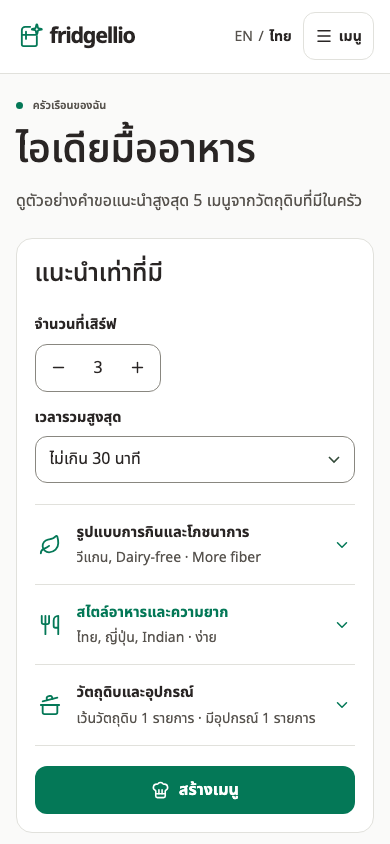 fridgellio
EN / ไทย
เมนู
ครัวเรือนของฉัน
ไอเดียมื้ออาหาร
ดูตัวอย่างคำขอแนะนำสูงสุด 5 เมนูจากวัตถุดิบที่มีในครัว
แนะนำเท่าที่มี
จำนวนที่เสิร์ฟ
− 3 +
เวลารวมสูงสุด
ไม่เกิน 30 นาที
รูปแบบการกินและโภชนาการ
วีแกน, Dairy-free · More fiber
สไตล์อาหารและความยาก
ไทย, ญี่ปุ่น, Indian · ง่าย
วัตถุดิบและอุปกรณ์
เว้นวัตถุดิบ 1 รายการ · มีอุปกรณ์ 1 รายการ
สร้างเมนู